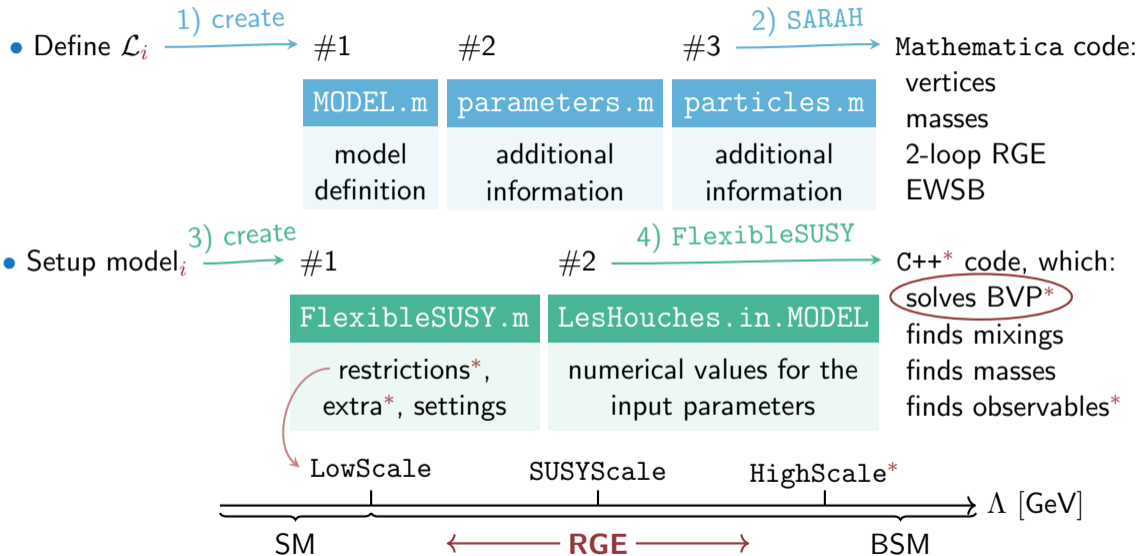 1) create
2) SARAH
• Define ℒᵢ
#1
#2
#3
Mathematica code:
MODEL.m
parameters.m
particles.m
vertices
masses
model
additional
additional
2-loop RGE
definition
information
information
EWSB
3) create
4) FlexibleSUSY
• Setup modelᵢ
#1
#2
C++* code, which:
FlexibleSUSY.m
LesHouches.in.MODEL
solves BVP*
finds mixings
restrictions*,
numerical values for the
finds masses
extra*, settings
input parameters
finds observables*
LowScale
SUSYScale
HighScale*
Λ [GeV]
SM
RGE
BSM